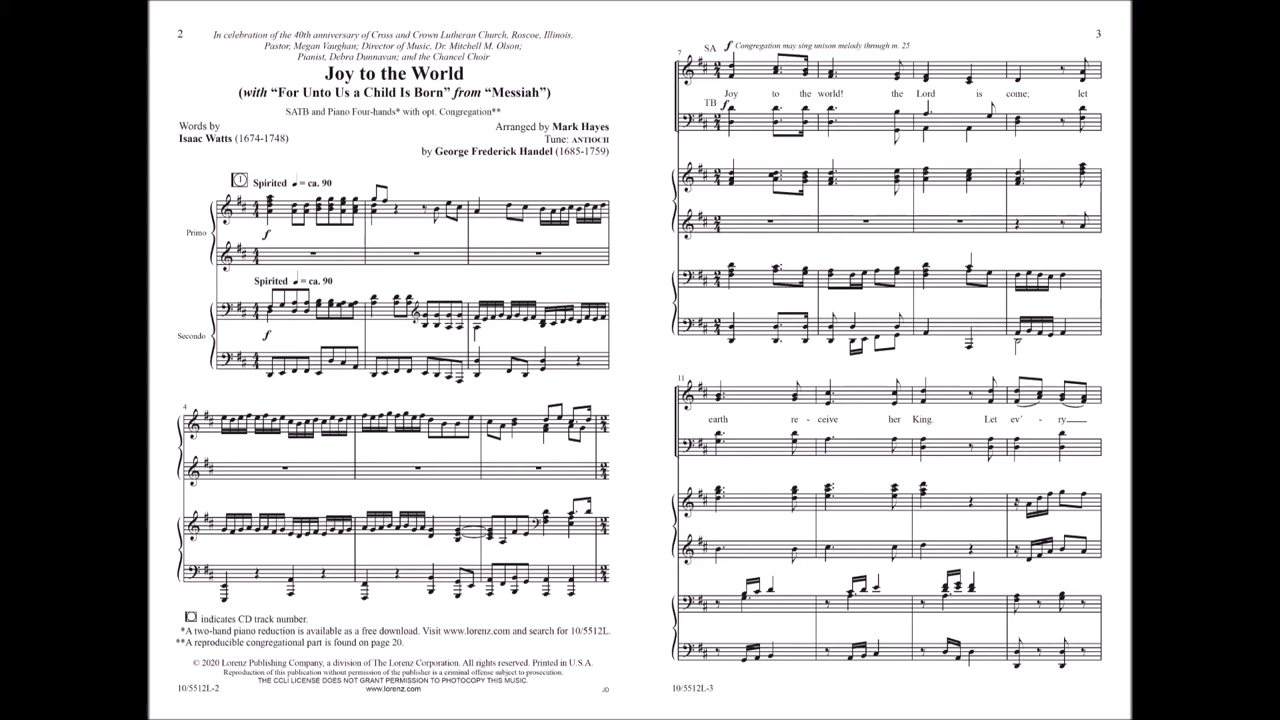 2
In celebration of the 40th anniversary of Cross and Crown Lutheran Church, Roscoe, Illinois.
Pastor, Megan Vaughan; Director of Music, Dr. Mitchell M. Olson;
Pianist, Debra Dunnavan; and the Chancel Choir
Joy to the World
(with “For Unto Us a Child Is Born” from “Messiah”)
SATB and Piano Four-hands* with opt. Congregation**
Words by
Isaac Watts (1674-1748)
Arranged by Mark Hayes
Tune: ANTIOCH
by George Frederick Handel (1685-1759)
1 Spirited ♩ = ca. 90
Primo
f
Spirited ♩ = ca. 90
Secondo
f
4
indicates CD track number.
*A two-hand piano reduction is available as a free download. Visit www.lorenz.com and search for 10/5512L.
**A reproducible congregational part is found on page 20.
© 2020 Lorenz Publishing Company, a division of The Lorenz Corporation. All rights reserved. Printed in U.S.A.
Reproduction of this publication without permission of the publisher is a criminal offense subject to prosecution.
THE CCLI LICENSE DOES NOT GRANT PERMISSION TO PHOTOCOPY THIS MUSIC.
www.lorenz.com
10/5512L-2
JD
3
7 SA f Congregation may sing unison melody through m. 25
Joy to the world! the Lord is come; let
TB f
11
earth re - ceive her King. Let ev' - ry
10/5512L-3